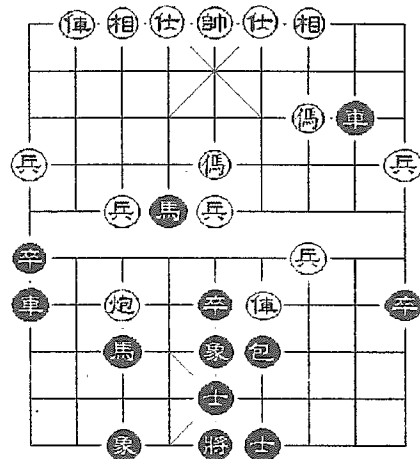 俥相仕帥仕相
傌車
兵傌兵
兵馬兵
卒兵
車炮卒俥卒
馬象包
士
象將士